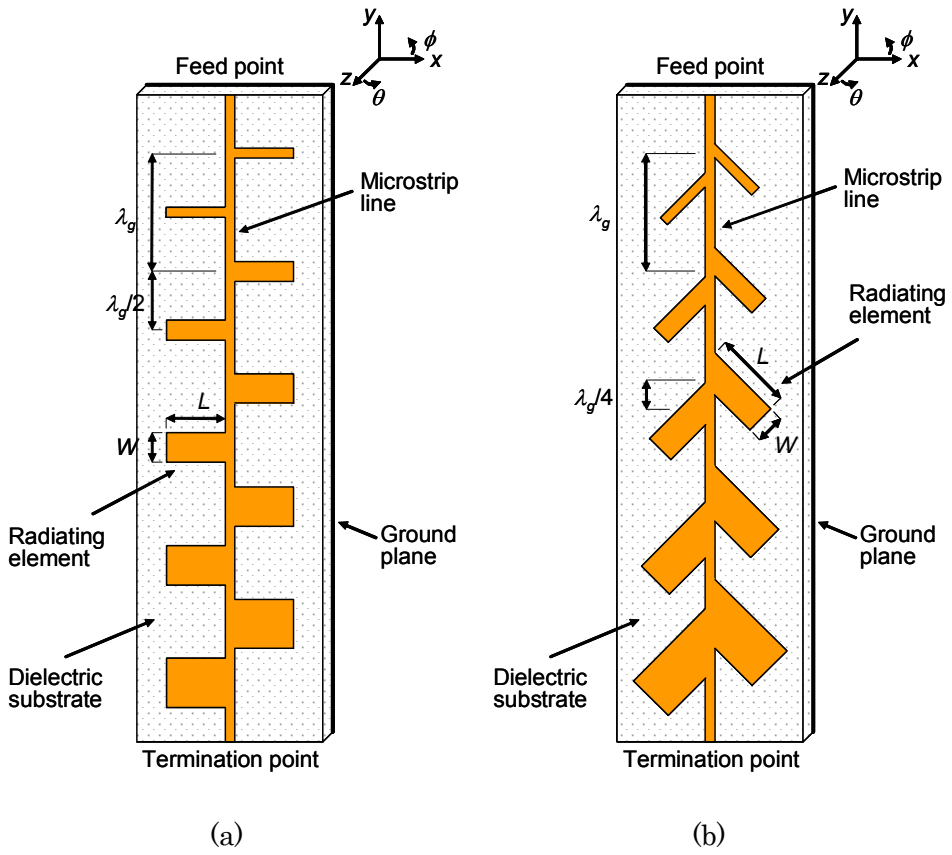 y
ϕ
x
z
θ
Feed point
λg
Microstrip
line
λg/2
L
W
Radiating
element
Ground
plane
Dielectric
substrate
Termination point
(a)
y
ϕ
x
z
θ
Feed point
λg
Microstrip
line
Radiating
element
L
λg/4
W
Ground
plane
Dielectric
substrate
Termination point
(b)